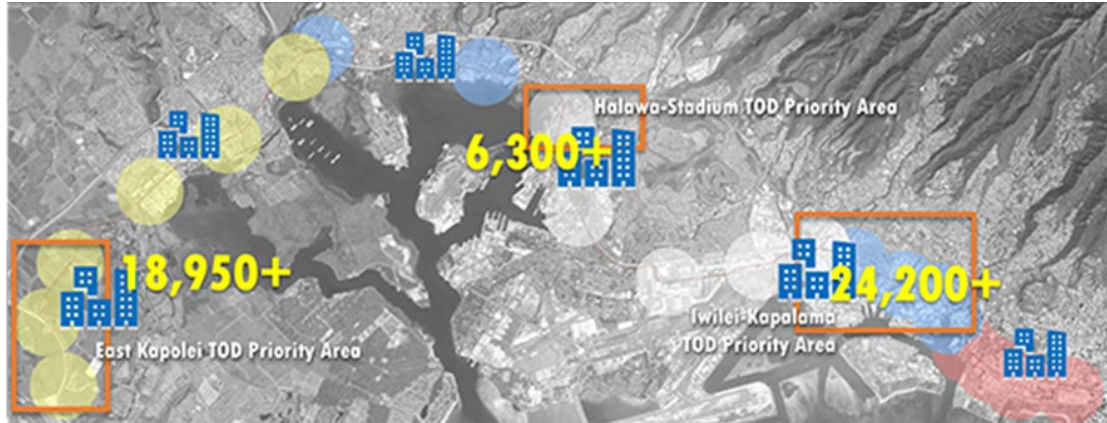 Halawa-Stadium TOD Priority Area
6,300+
18,950+
24,200+
Iwilei-Kapalama
TOD Priority Area
East Kapolei TOD Priority Area